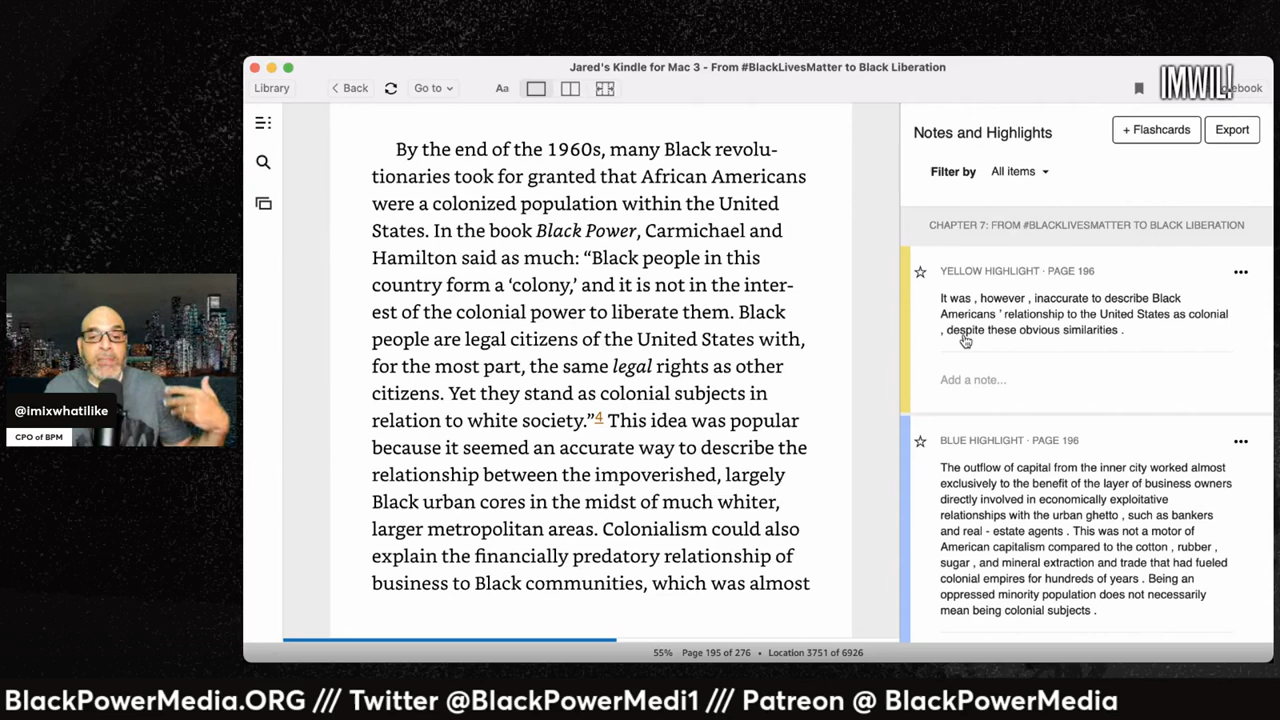 Jared's Kindle for Mac 3 - From #BlackLivesMatter to Black Liberation
Library
Back
Go to
Aa
IMWIL!
By the end of the 1960s, many Black revolu-
tionaries took for granted that African Americans
were a colonized population within the United
States. In the book Black Power, Carmichael and
Hamilton said as much: “Black people in this
country form a ‘colony,’ and it is not in the inter-
est of the colonial power to liberate them. Black
people are legal citizens of the United States with,
for the most part, the same legal rights as other
citizens. Yet they stand as colonial subjects in
relation to white society.”4 This idea was popular
because it seemed an accurate way to describe the
relationship between the impoverished, largely
Black urban cores in the midst of much whiter,
larger metropolitan areas. Colonialism could also
explain the financially predatory relationship of
business to Black communities, which was almost
Notes and Highlights
+ Flashcards
Export
Filter by
All items
CHAPTER 7: FROM #BLACKLIVESMATTER TO BLACK LIBERATION
YELLOW HIGHLIGHT · PAGE 196
It was , however , inaccurate to describe Black
Americans ’ relationship to the United States as colonial
, despite these obvious similarities .
Add a note...
BLUE HIGHLIGHT · PAGE 196
The outflow of capital from the inner city worked almost
exclusively to the benefit of the layer of business owners
directly involved in economically exploitative
relationships with the urban ghetto , such as bankers
and real - estate agents . This was not a motor of
American capitalism compared to the cotton , rubber ,
sugar , and mineral extraction and trade that had fueled
colonial empires for hundreds of years . Being an
oppressed minority population does not necessarily
mean being colonial subjects .
55% Page 195 of 276 • Location 3751 of 6926
@imixwhatilike
CPO of BPM
BlackPowerMedia.ORG /// Twitter @BlackPowerMedi1 /// Patreon @ BlackPowerMedia